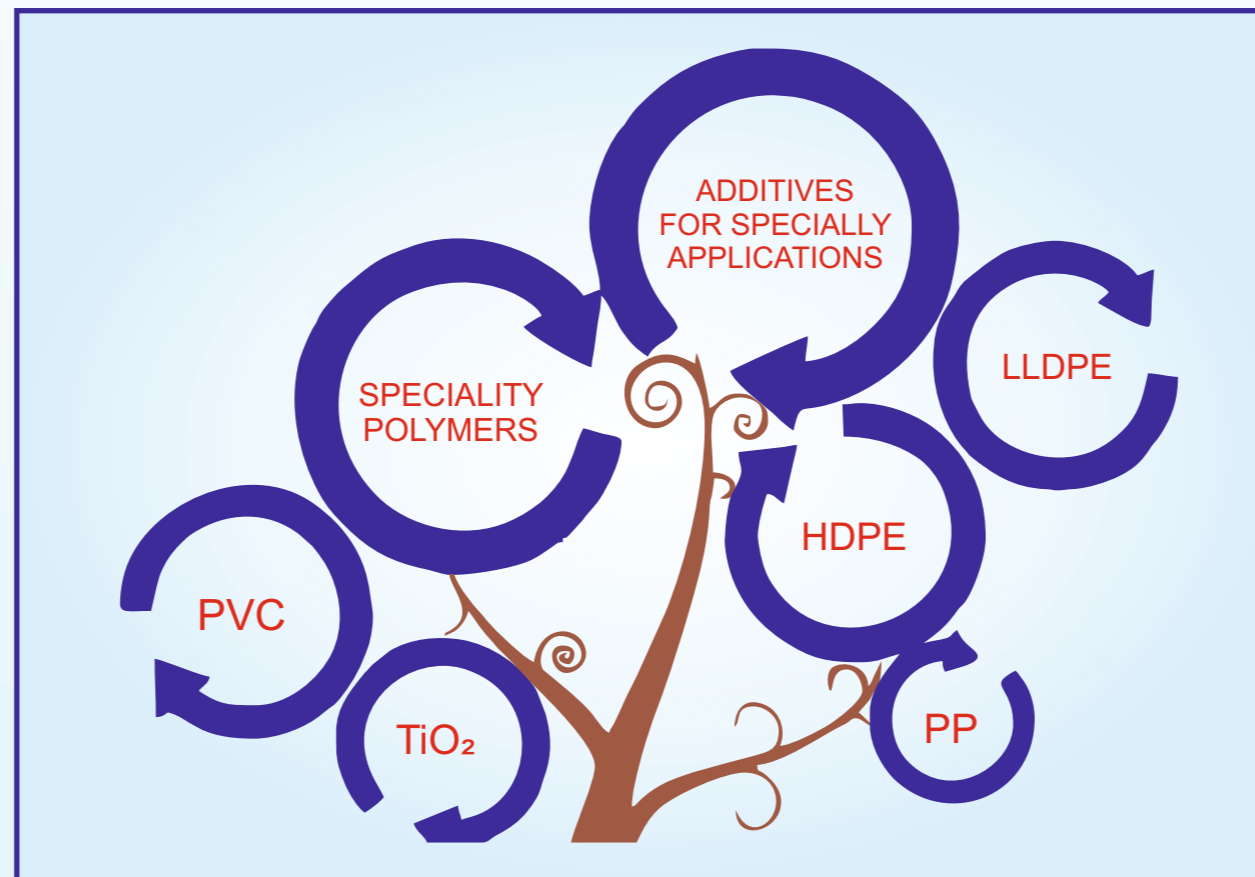 ADDITIVES
FOR SPECIALLY
APPLICATIONS
LLDPE
SPECIALITY
POLYMERS
HDPE
PVC
TiO₂
PP